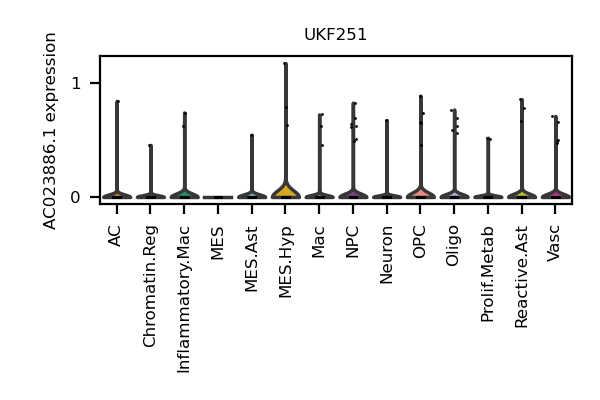 UKF251
AC023886.1 expression
1
0
AC
Chromatin.Reg
Inflammatory.Mac
MES
MES.Ast
MES.Hyp
Mac
NPC
Neuron
OPC
Oligo
Prolif.Metab
Reactive.Ast
Vasc